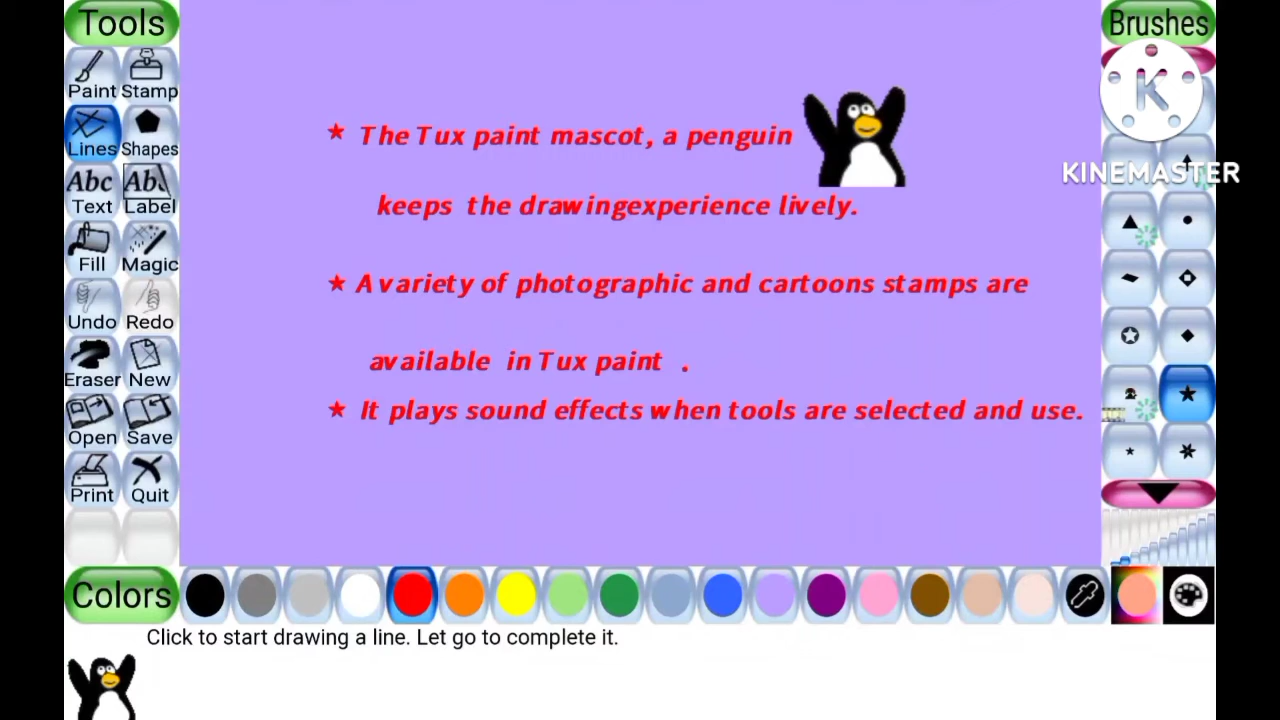 Tools
Brushes
Paint Stamp
Lines Shapes
Abc Abc
Text Label
Fill Magic
Undo Redo
Eraser New
Open Save
Print Quit
K
KINEMASTER
★ The Tux paint mascot, a penguin
keeps the drawingexperience lively.
★ A variety of photographic and cartoons stamps are
available in Tux paint .
★ It plays sound effects when tools are selected and use.
Colors
Click to start drawing a line. Let go to complete it.